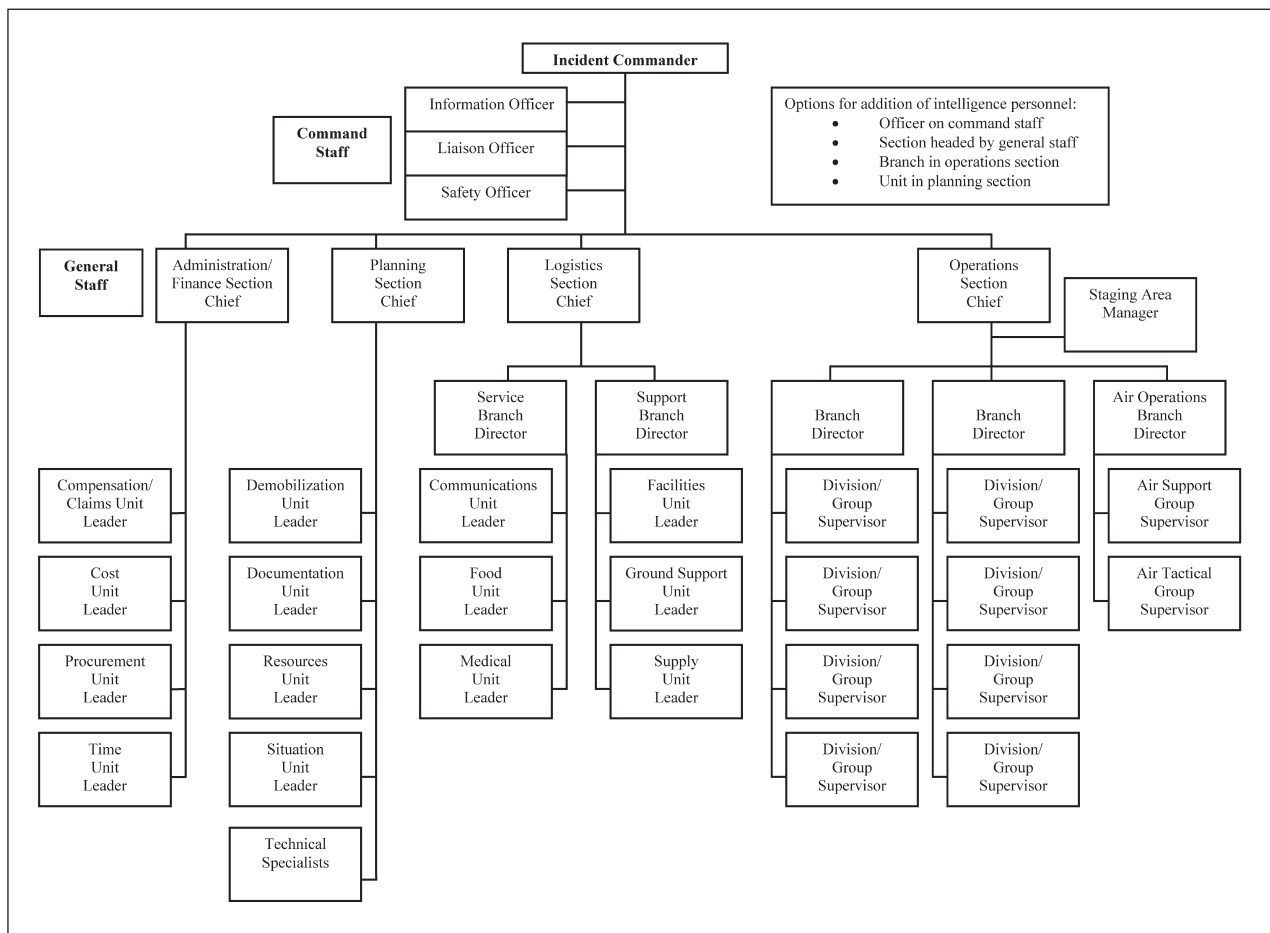 Incident Commander
Information Officer
Command
Staff
Liaison Officer
Safety Officer
Options for addition of intelligence personnel:
• Officer on command staff
• Section headed by general staff
• Branch in operations section
• Unit in planning section
General
Staff
Administration/
Finance Section
Chief
Planning
Section
Chief
Logistics
Section
Chief
Operations
Section
Chief
Staging Area
Manager
Service
Branch
Director
Support
Branch
Director
Branch
Director
Branch
Director
Air Operations
Branch
Director
Compensation/
Claims Unit
Leader
Demobilization
Unit
Leader
Communications
Unit
Leader
Facilities
Unit
Leader
Division/
Group
Supervisor
Division/
Group
Supervisor
Air Support
Group
Supervisor
Cost
Unit
Leader
Documentation
Unit
Leader
Food
Unit
Leader
Ground Support
Unit
Leader
Division/
Group
Supervisor
Division/
Group
Supervisor
Air Tactical
Group
Supervisor
Procurement
Unit
Leader
Resources
Unit
Leader
Medical
Unit
Leader
Supply
Unit
Leader
Division/
Group
Supervisor
Division/
Group
Supervisor
Time
Unit
Leader
Situation
Unit
Leader
Division/
Group
Supervisor
Division/
Group
Supervisor
Technical
Specialists